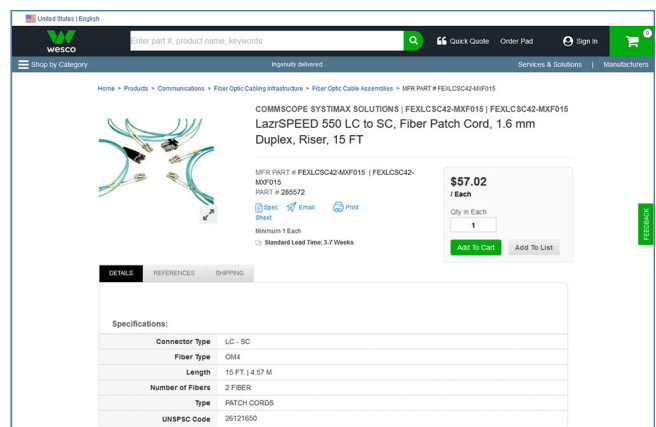 United States | English
wesco
Enter part #, product name, keywords
Quick Quote
Order Pad
Sign In
0
Shop by Category
Ingenuity delivered.
Services & Solutions | Manufacturers
Home > Products > Communications > Fiber Optic Cabling Infrastructure > Fiber Optic Cable Assemblies > MFR PART # FEXLCSC42-MXF015
COMMSCOPE SYSTIMAX SOLUTIONS | FEXLCSC42-MXF015 | FEXLCSC42-MXF015
LazrSPEED 550 LC to SC, Fiber Patch Cord, 1.6 mm
Duplex, Riser, 15 FT
MFR PART # FEXLCSC42-MXF015 | FEXLCSC42-
MXF015
PART # 285572
Spec
Sheet
Email
Print
Minimum 1 Each
Standard Lead Time: 3-7 Weeks
$57.02
/ Each
Qty in Each
1
Add To Cart
Add To List
FEEDBACK
DETAILS
REFERENCES
SHIPPING
Specifications:
Connector Type LC - SC
Fiber Type OM4
Length 15 FT. | 4.57 M
Number of Fibers 2 FIBER
Type PATCH CORDS
UNSPSC Code 26121650